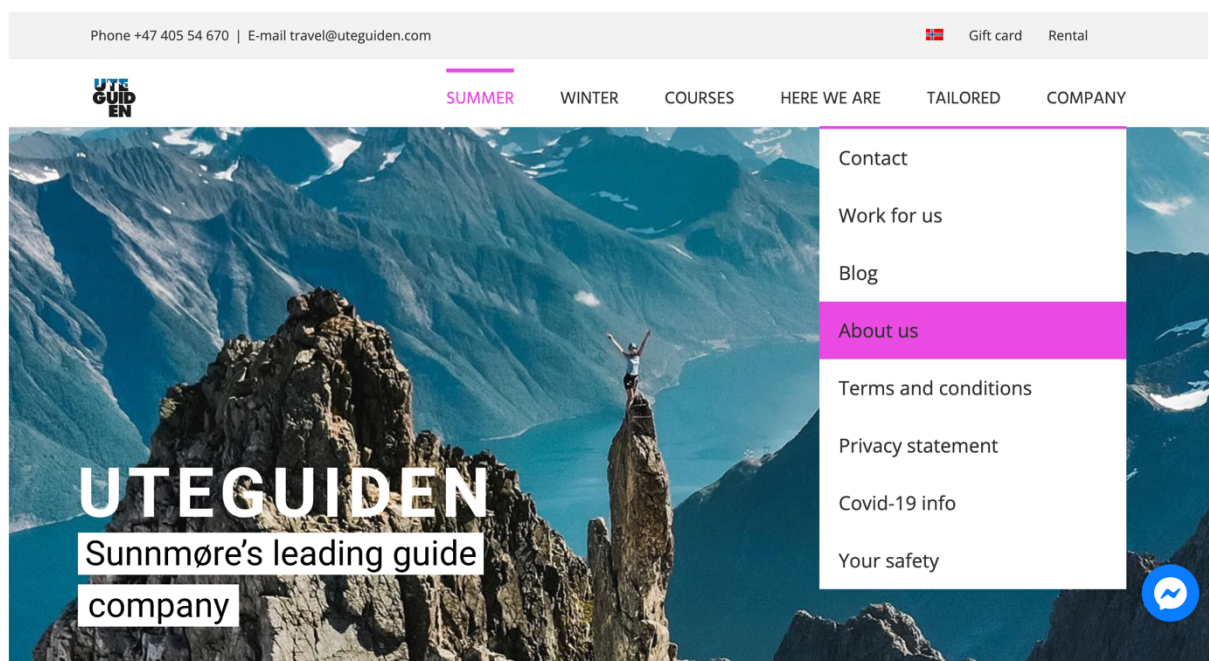 Phone +47 405 54 670 | E-mail travel@uteguiden.com
Gift card Rental
UTE
GUID
EN
SUMMER WINTER COURSES HERE WE ARE TAILORED COMPANY
Contact
Work for us
Blog
About us
Terms and conditions
Privacy statement
Covid-19 info
Your safety
UTEGUIDEN
Sunnmøre’s leading guide
company